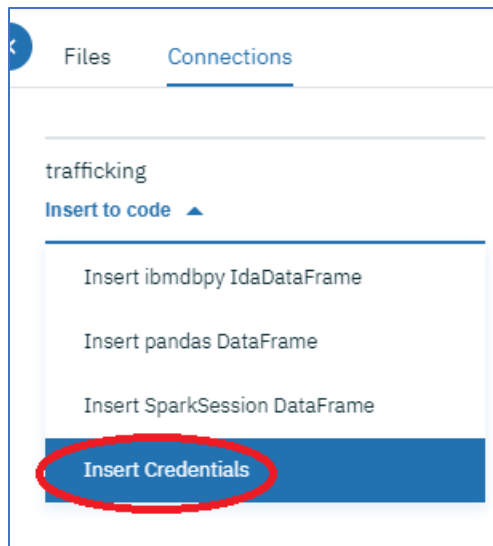 Files Connections
trafficking
Insert to code
Insert ibmdbpy IdaDataFrame
Insert pandas DataFrame
Insert SparkSession DataFrame
Insert Credentials